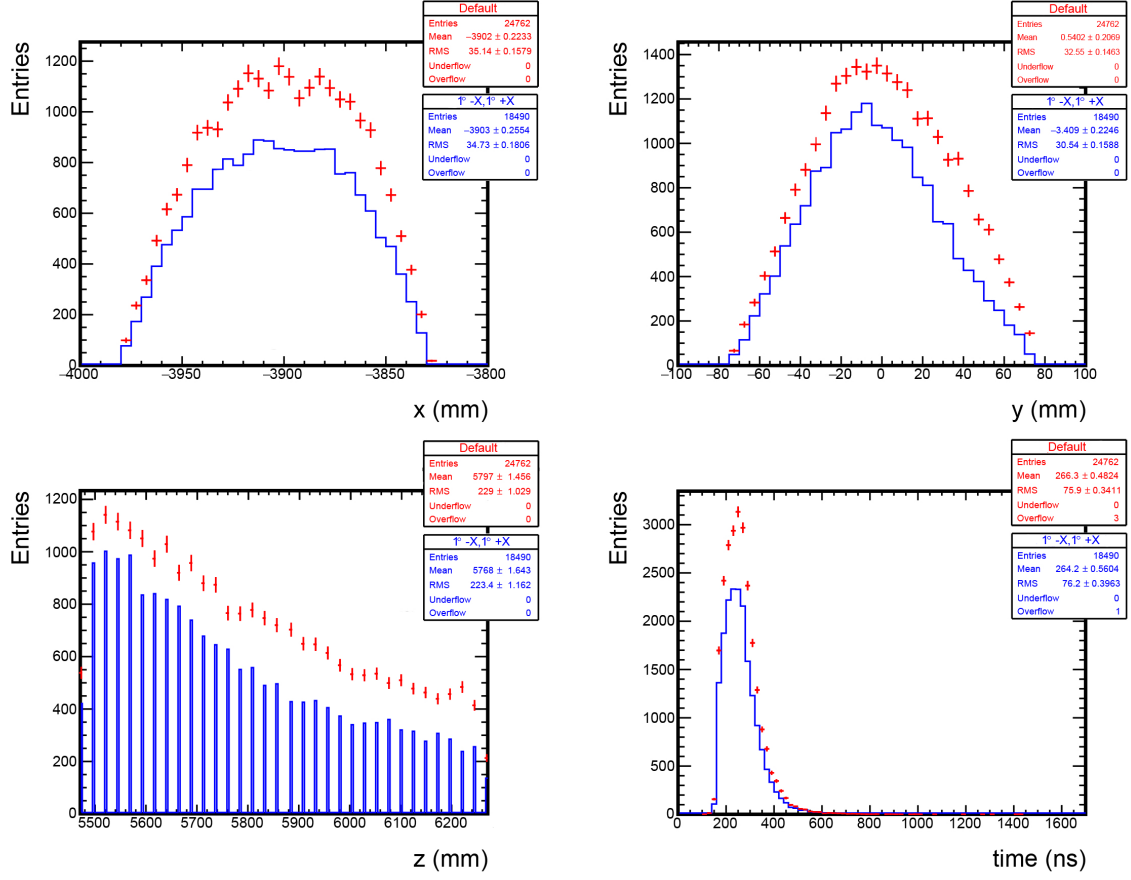 Default
Entries 24762
Mean −3902 ± 0.2233
RMS 35.14 ± 0.1579
Underflow 0
Overflow 0
1° -X,1° +X
Entries 18490
Mean −3903 ± 0.2554
RMS 34.73 ± 0.1806
Underflow 0
Overflow 0
Entries
1200
1000
800
600
400
200
0
−4000 −3950 −3900 −3850 −3800
x (mm)
Default
Entries 24762
Mean 0.5402 ± 0.2069
RMS 32.55 ± 0.1463
Underflow 0
Overflow 0
1° -X,1° +X
Entries 18490
Mean −3.409 ± 0.2246
RMS 30.54 ± 0.1588
Underflow 0
Overflow 0
Entries
1400
1200
1000
800
600
400
200
0
−100 −80 −60 −40 −20 0 20 40 60 80 100
y (mm)
Default
Entries 24762
Mean 5797 ± 1.456
RMS 229 ± 1.029
Underflow 0
Overflow 0
1° -X,1° +X
Entries 18490
Mean 5768 ± 1.643
RMS 223.4 ± 1.162
Underflow 0
Overflow 0
Entries
1200
1000
800
600
400
200
0
5500 5600 5700 5800 5900 6000 6100 6200
z (mm)
Default
Entries 24762
Mean 266.3 ± 0.4824
RMS 75.9 ± 0.3411
Underflow 0
Overflow 3
1° -X,1° +X
Entries 18490
Mean 264.2 ± 0.5604
RMS 76.2 ± 0.3963
Underflow 0
Overflow 1
Entries
3000
2500
2000
1500
1000
500
0
0 200 400 600 800 1000 1200 1400 1600
time (ns)